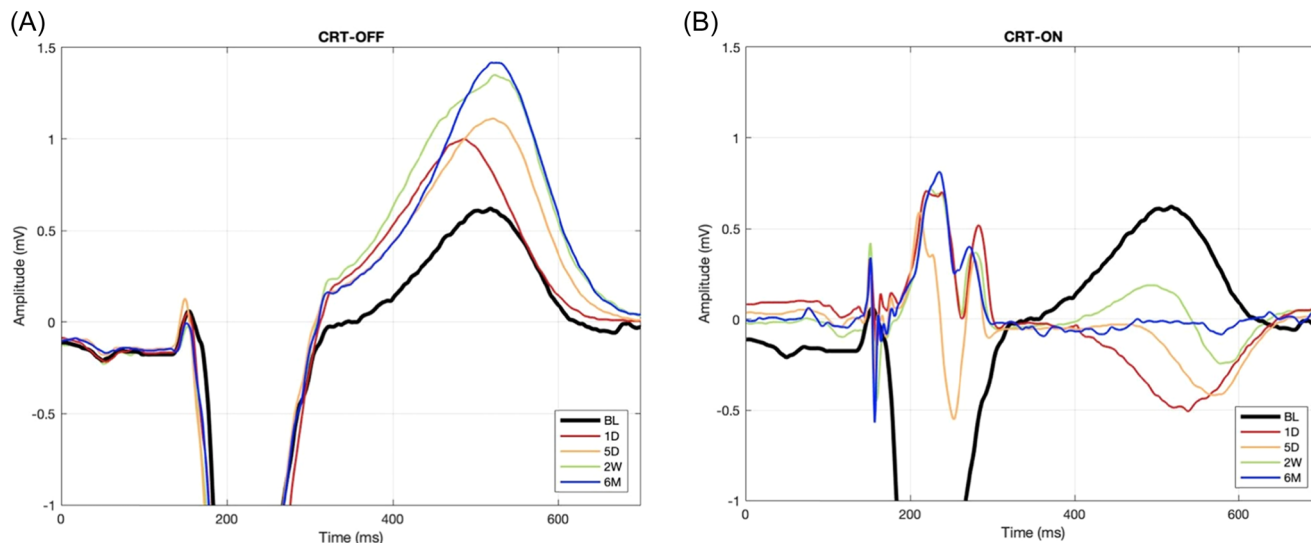 (A)
CRT-OFF
1.5
1
0.5
0
-0.5
-1
Amplitude (mV)
0
200
400
600
Time (ms)
BL
1D
5D
2W
6M
(B)
CRT-ON
1.5
1
0.5
0
-0.5
-1
Amplitude (mV)
0
200
400
600
Time (ms)
BL
1D
5D
2W
6M